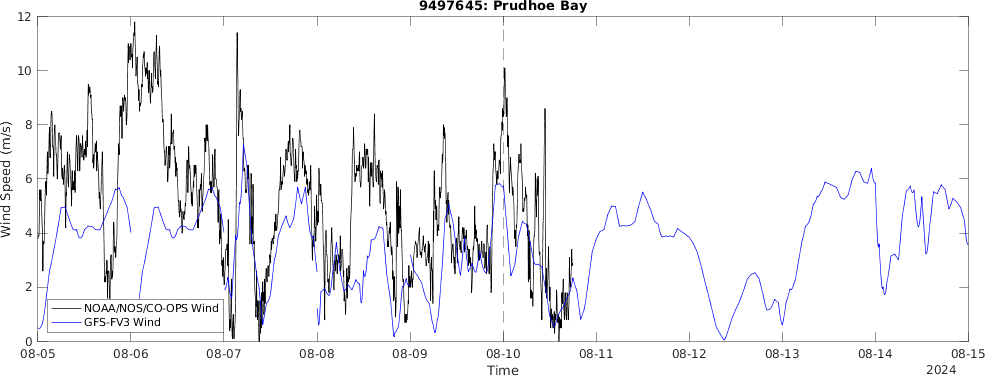 9497645: Prudhoe Bay
Wind Speed (m/s)
12
10
8
6
4
2
0
NOAA/NOS/CO-OPS Wind
GFS-FV3 Wind
08-05 08-06 08-07 08-08 08-09 08-10 08-11 08-12 08-13 08-14 08-15
Time
2024